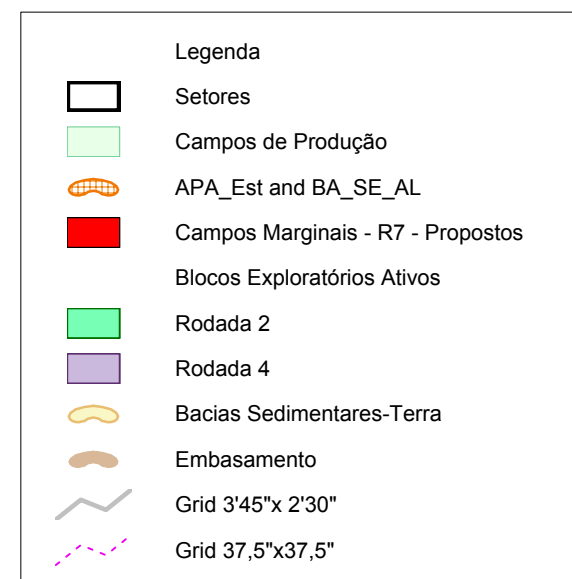 Legenda
Setores
Campos de Produção
APA_Est and BA_SE_AL
Campos Marginais - R7 - Propostos
Blocos Exploratórios Ativos
Rodada 2
Rodada 4
Bacias Sedimentares-Terra
Embasamento
Grid 3'45"x 2'30"
Grid 37,5"x37,5"